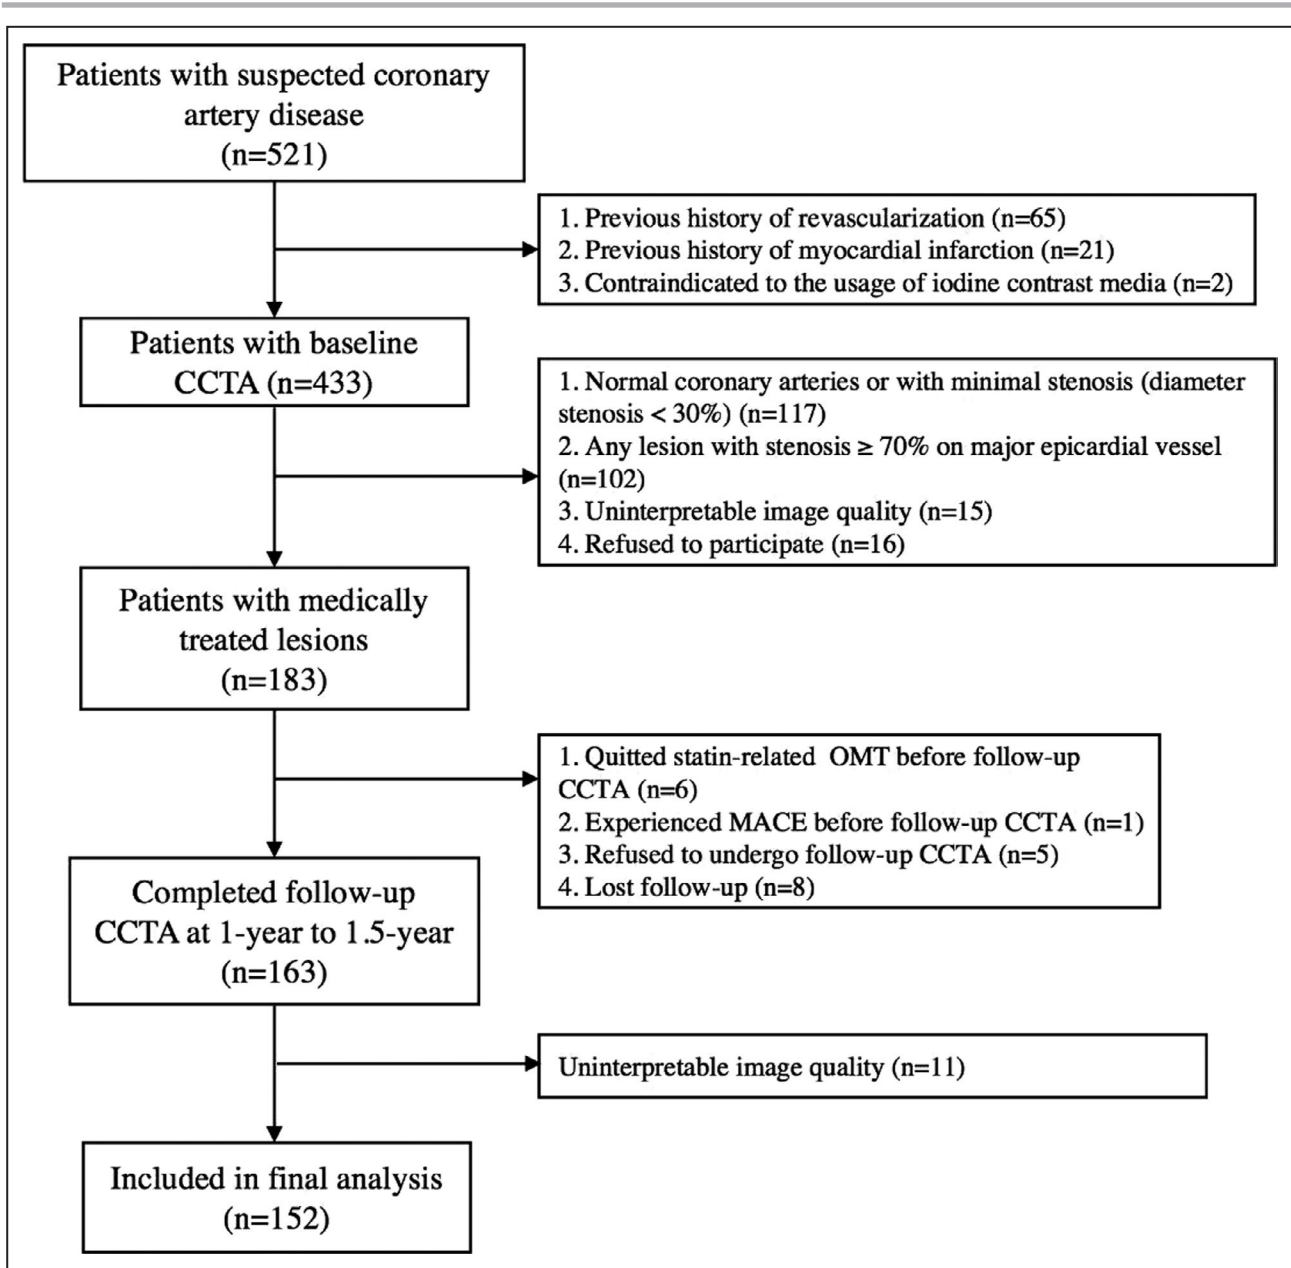 Patients with suspected coronary
artery disease
(n=521)
1. Previous history of revascularization (n=65)
2. Previous history of myocardial infarction (n=21)
3. Contraindicated to the usage of iodine contrast media (n=2)
Patients with baseline
CCTA (n=433)
1. Normal coronary arteries or with minimal stenosis (diameter
stenosis < 30%) (n=117)
2. Any lesion with stenosis ≥ 70% on major epicardial vessel
(n=102)
3. Uninterpretable image quality (n=15)
4. Refused to participate (n=16)
Patients with medically
treated lesions
(n=183)
1. Quitted statin-related OMT before follow-up
CCTA (n=6)
2. Experienced MACE before follow-up CCTA (n=1)
3. Refused to undergo follow-up CCTA (n=5)
4. Lost follow-up (n=8)
Completed follow-up
CCTA at 1-year to 1.5-year
(n=163)
Uninterpretable image quality (n=11)
Included in final analysis
(n=152)